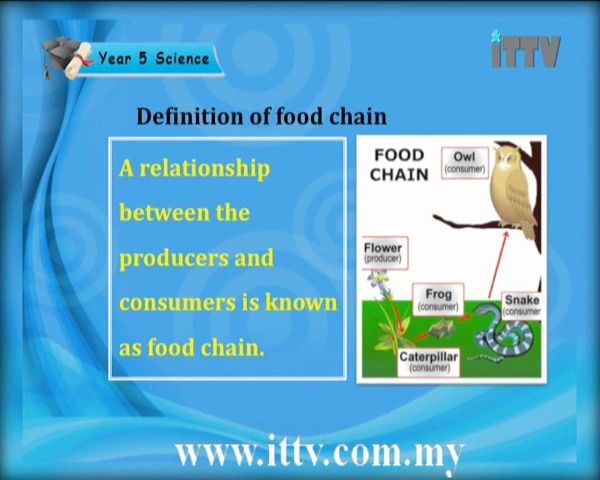 Year 5 Science
iTTV
Definition of food chain
A relationship
between the
producers and
consumers is known
as food chain.
FOOD
CHAIN
Owl
(consumer)
Flower
(producer)
Frog
(consumer)
Snake
(consumer
Caterpillar
(consumer)
www.ittv.com.my